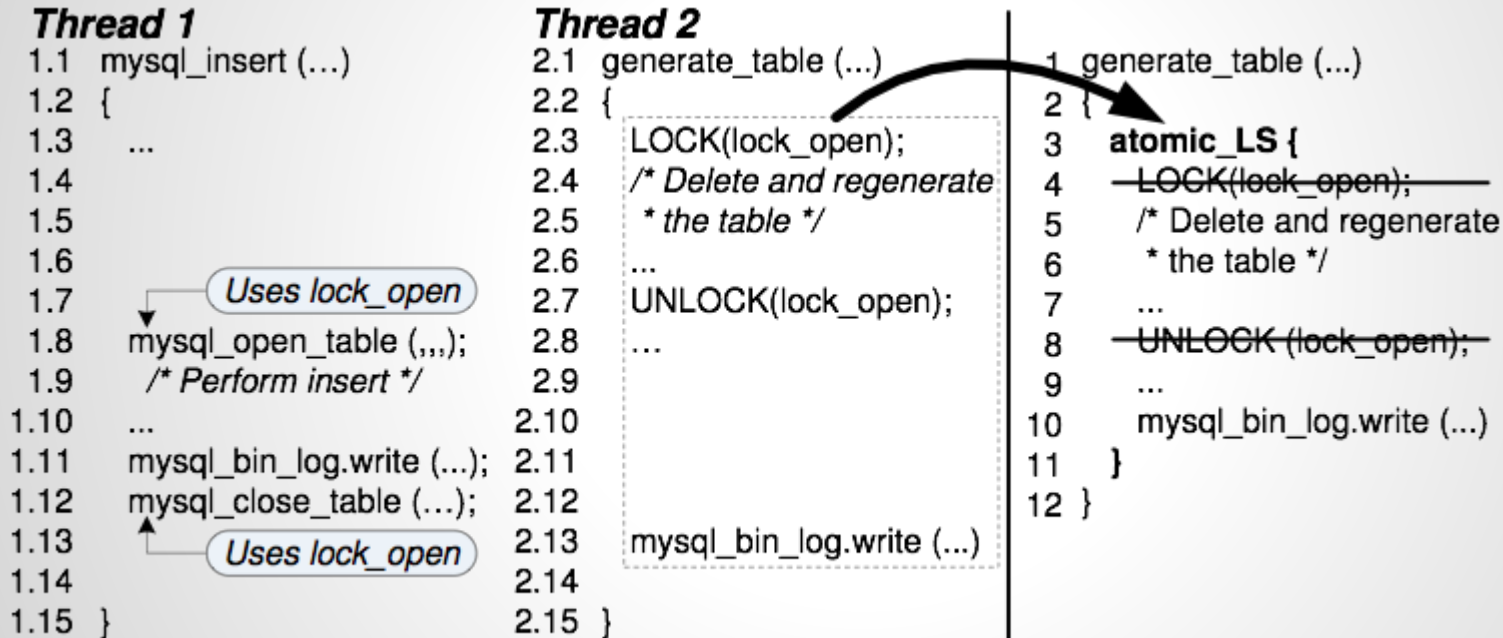 Thread 1
1.1 mysql_insert (...)
1.2 {
1.3 ...
1.4
1.5
1.6
Uses lock_open
1.7
1.8 mysql_open_table (,,,);
1.9 /* Perform insert */
1.10 ...
1.11 mysql_bin_log.write (...);
1.12 mysql_close_table (...);
1.13
Uses lock_open
1.14
1.15 }
Thread 2
2.1 generate_table (...)
2.2 {
2.3 LOCK(lock_open);
2.4 /* Delete and regenerate
2.5 * the table */
2.6 ...
2.7 UNLOCK(lock_open);
2.8 ...
2.9
2.10
2.11
2.12
2.13 mysql_bin_log.write (...)
2.14
2.15 }
1 generate_table (...)
2 {
3 atomic_LS {
4 LOCK(lock_open);
5 /* Delete and regenerate
6 * the table */
7 ...
8 UNLOCK (lock_open);
9 ...
10 mysql_bin_log.write (...)
11 }
12 }